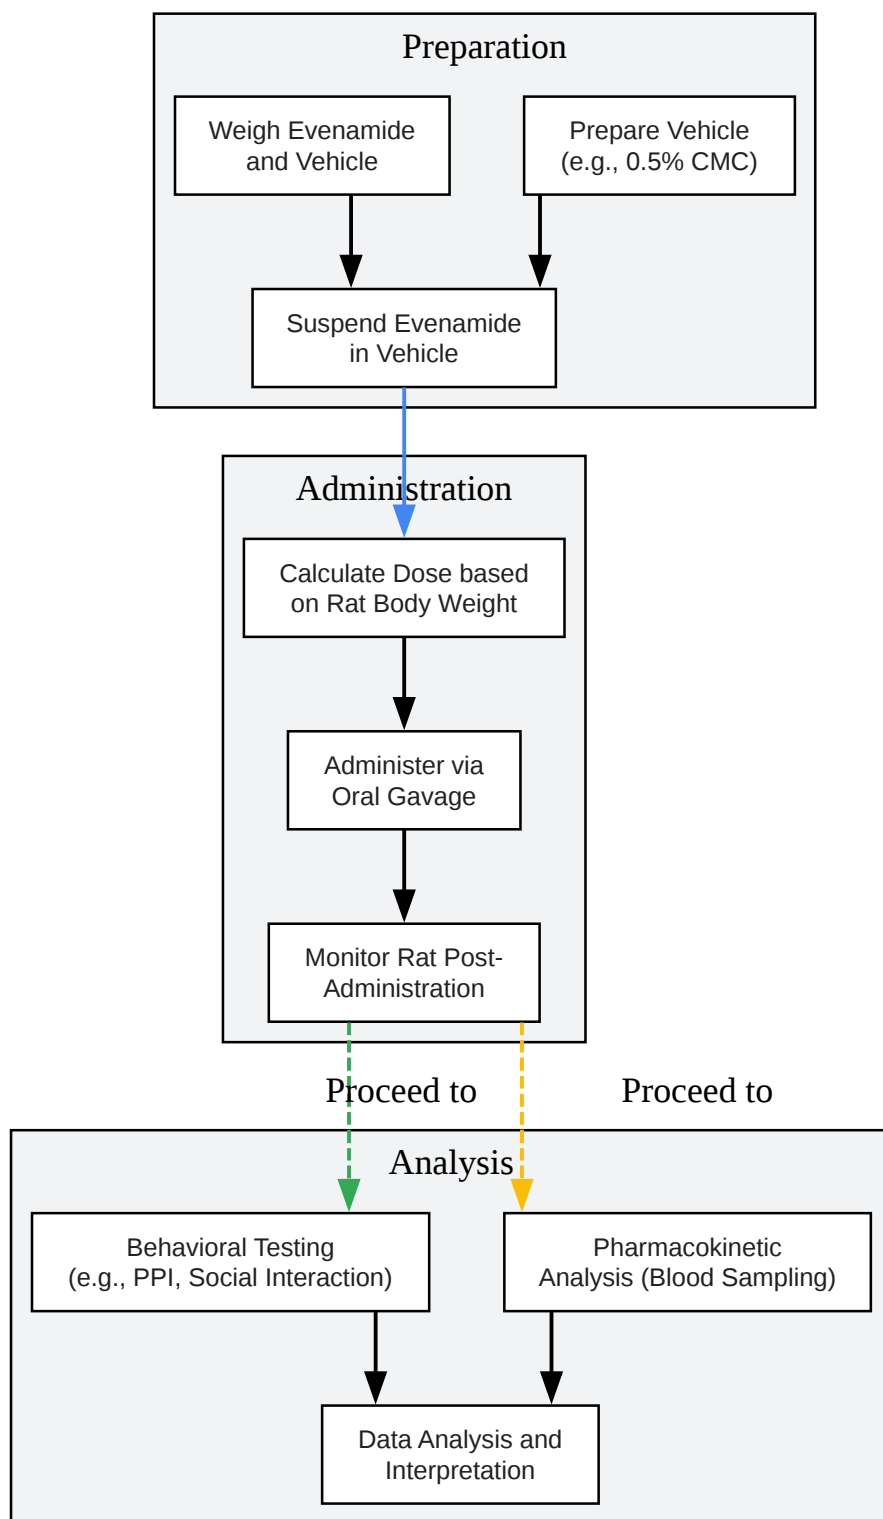 Preparation
Weigh Evenamide
and Vehicle
Prepare Vehicle
(e.g., 0.5% CMC)
Suspend Evenamide
in Vehicle
Administration
Calculate Dose based
on Rat Body Weight
Administer via
Oral Gavage
Monitor Rat Post-
Administration
Proceed to
Proceed to
Analysis
Behavioral Testing
(e.g., PPI, Social Interaction)
Pharmacokinetic
Analysis (Blood Sampling)
Data Analysis and
Interpretation